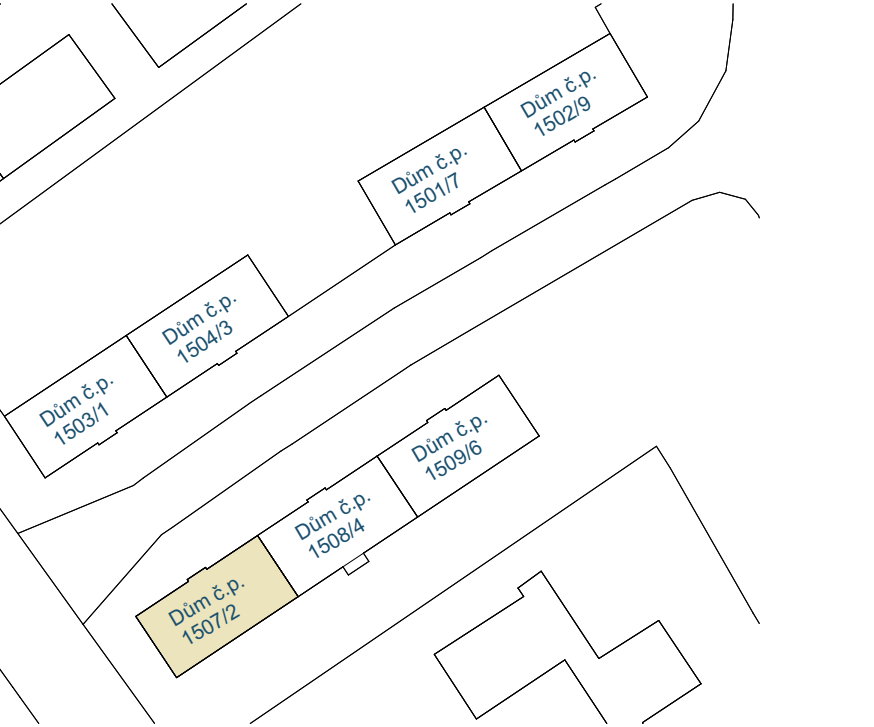 Dům č.p.
1502/9
Dům č.p.
1501/7
Dům č.p.
1504/3
Dům č.p.
1503/1
Dům č.p.
1509/6
Dům č.p.
1508/4
Dům č.p.
1507/2